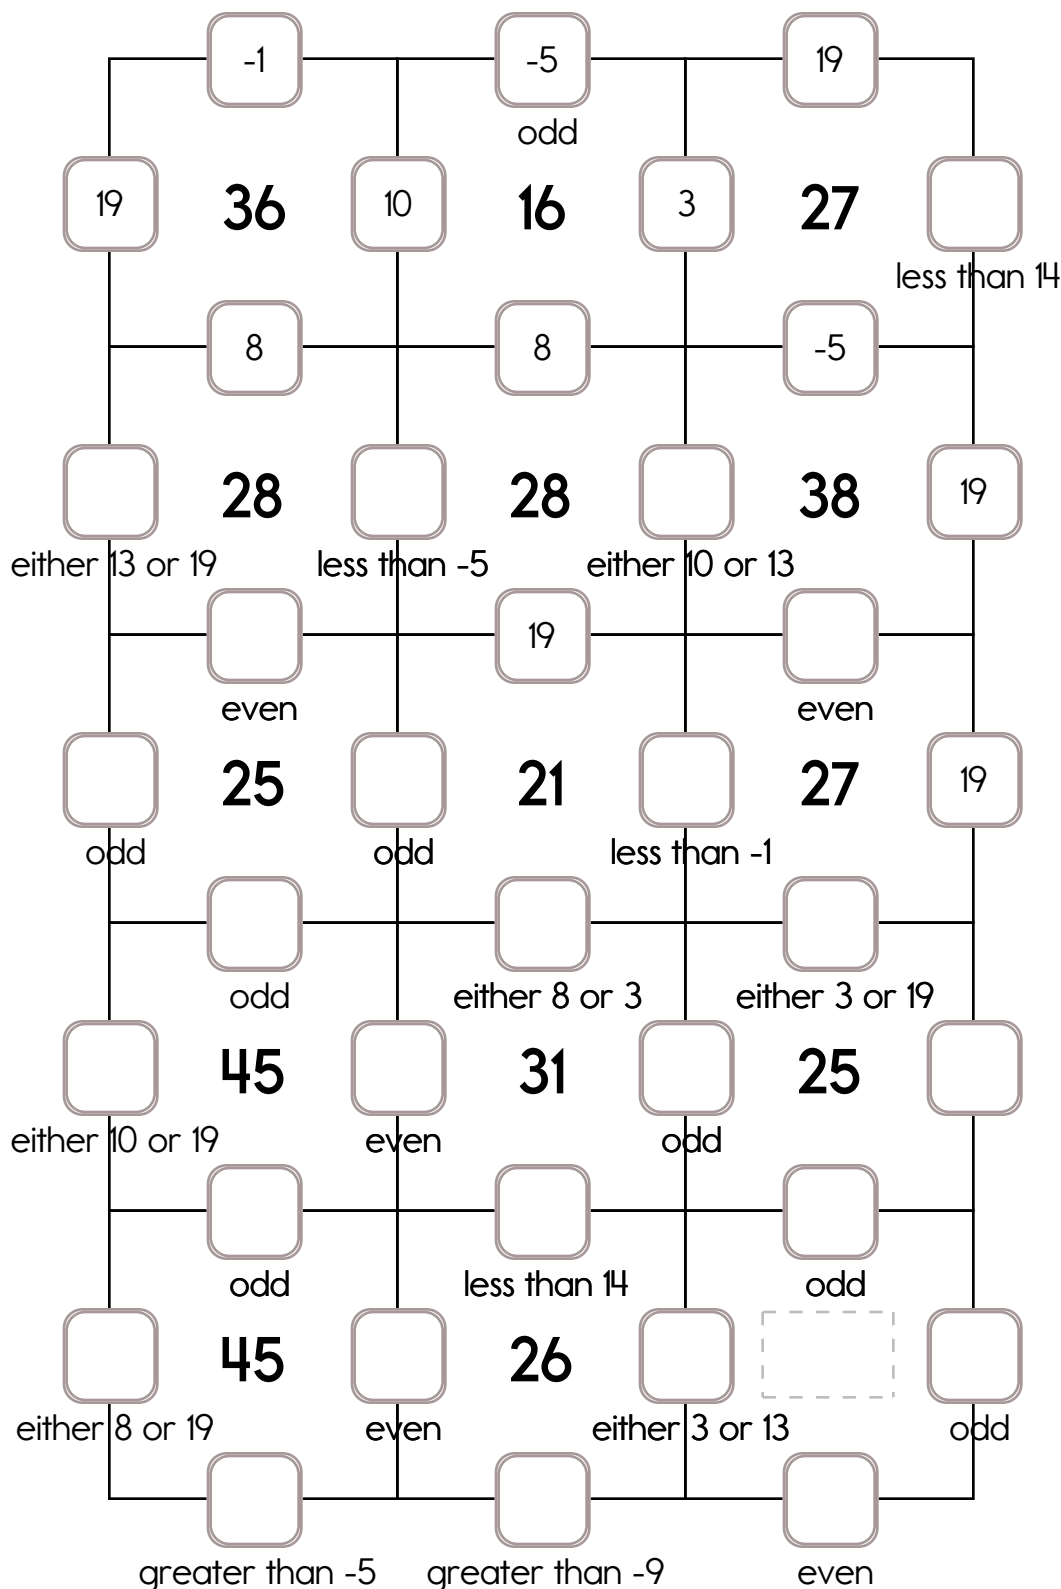 -1 -5 19
odd
19 36 10 16 3 27
less than 14
8 8 -5
28 28 38 19
either 13 or 19 less than -5 either 10 or 13
19
even even
25 21 27 19
odd odd less than -1
odd either 8 or 3 either 3 or 19
45 31 25
either 10 or 19 even odd
odd less than 14 odd
45 26
either 8 or 19 even either 3 or 13 odd
greater than -5 greater than -9 even